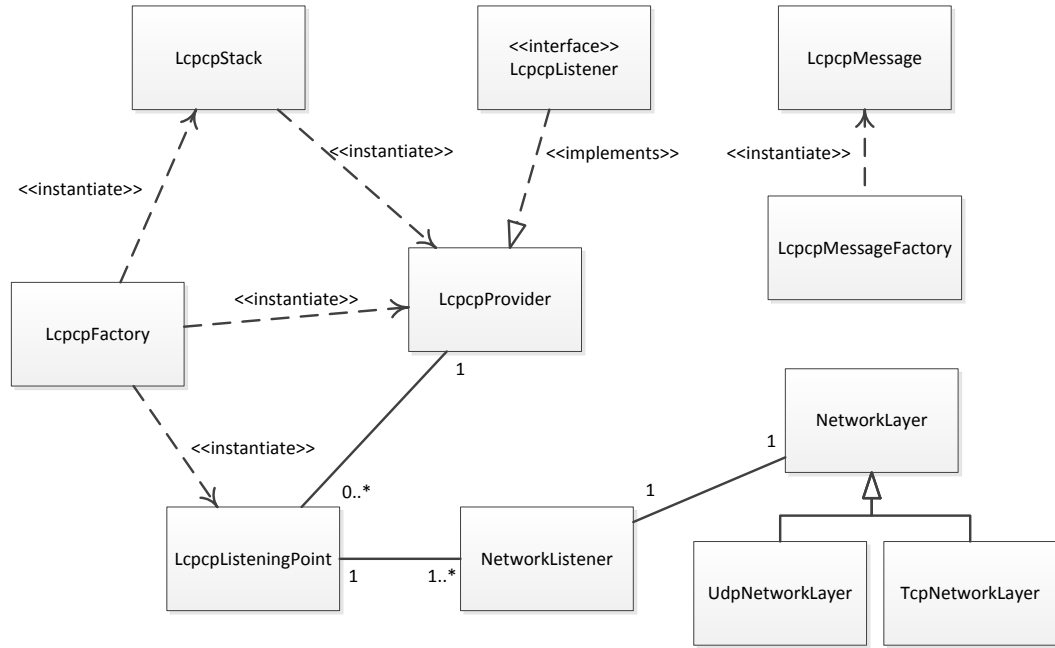 LcpcpStack
<<interface>>
LcpcpListener
LcpcpMessage
<<instantiate>>
<<implements>>
<<instantiate>>
<<instantiate>>
LcpcpMessageFactory
LcpcpProvider
<<instantiate>>
LcpcpFactory
1
NetworkLayer
<<instantiate>>
1
0..*
1
LcpcpListeningPoint
NetworkListener
1
1..*
UdpNetworkLayer
TcpNetworkLayer